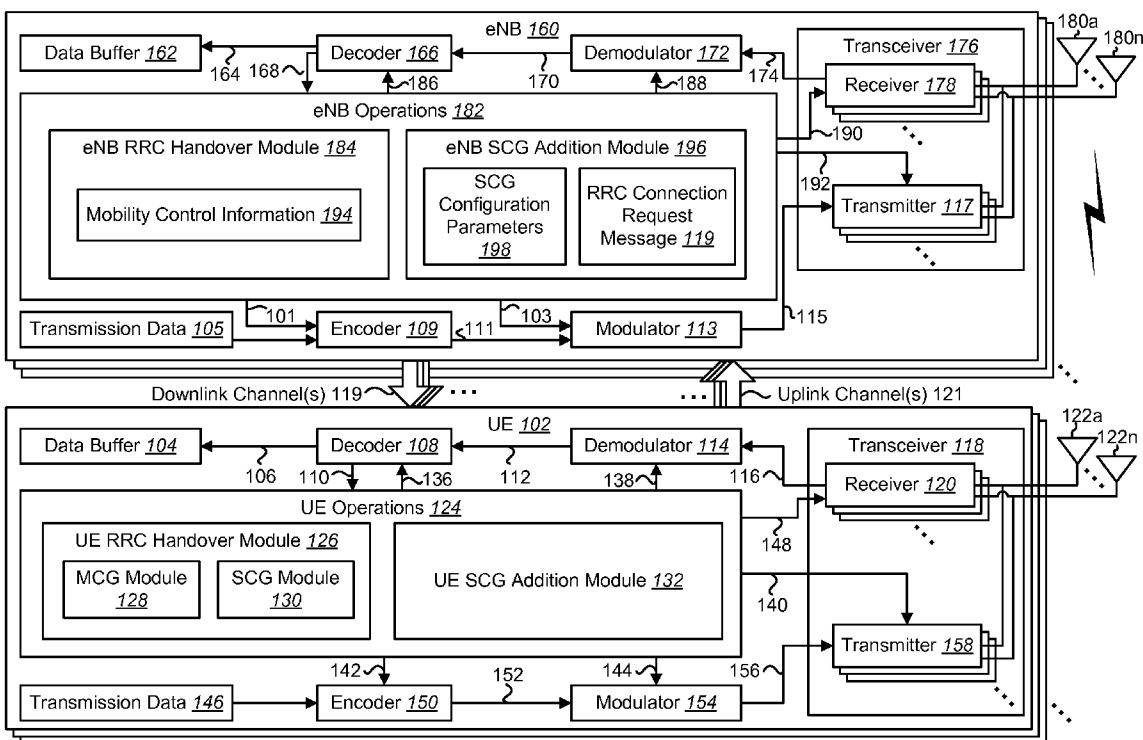 eNB 160
180a
180n
Data Buffer 162
Decoder 166
Demodulator 172
Transceiver 176
164
168
186
170
188
174
Receiver 178
eNB Operations 182
190
eNB RRC Handover Module 184
eNB SCG Addition Module 196
192
Mobility Control Information 194
SCG
Configuration
Parameters
198
RRC Connection
Request
Message 119
Transmitter 117
101
103
115
Transmission Data 105
Encoder 109
111
Modulator 113
Downlink Channel(s) 119
Uplink Channel(s) 121
UE 102
122a
122n
Data Buffer 104
Decoder 108
Demodulator 114
Transceiver 118
106
110
136
112
138
116
Receiver 120
UE Operations 124
148
UE RRC Handover Module 126
MCG Module
128
SCG Module
130
UE SCG Addition Module 132
140
Transmitter 158
142
152
144
156
Transmission Data 146
Encoder 150
Modulator 154